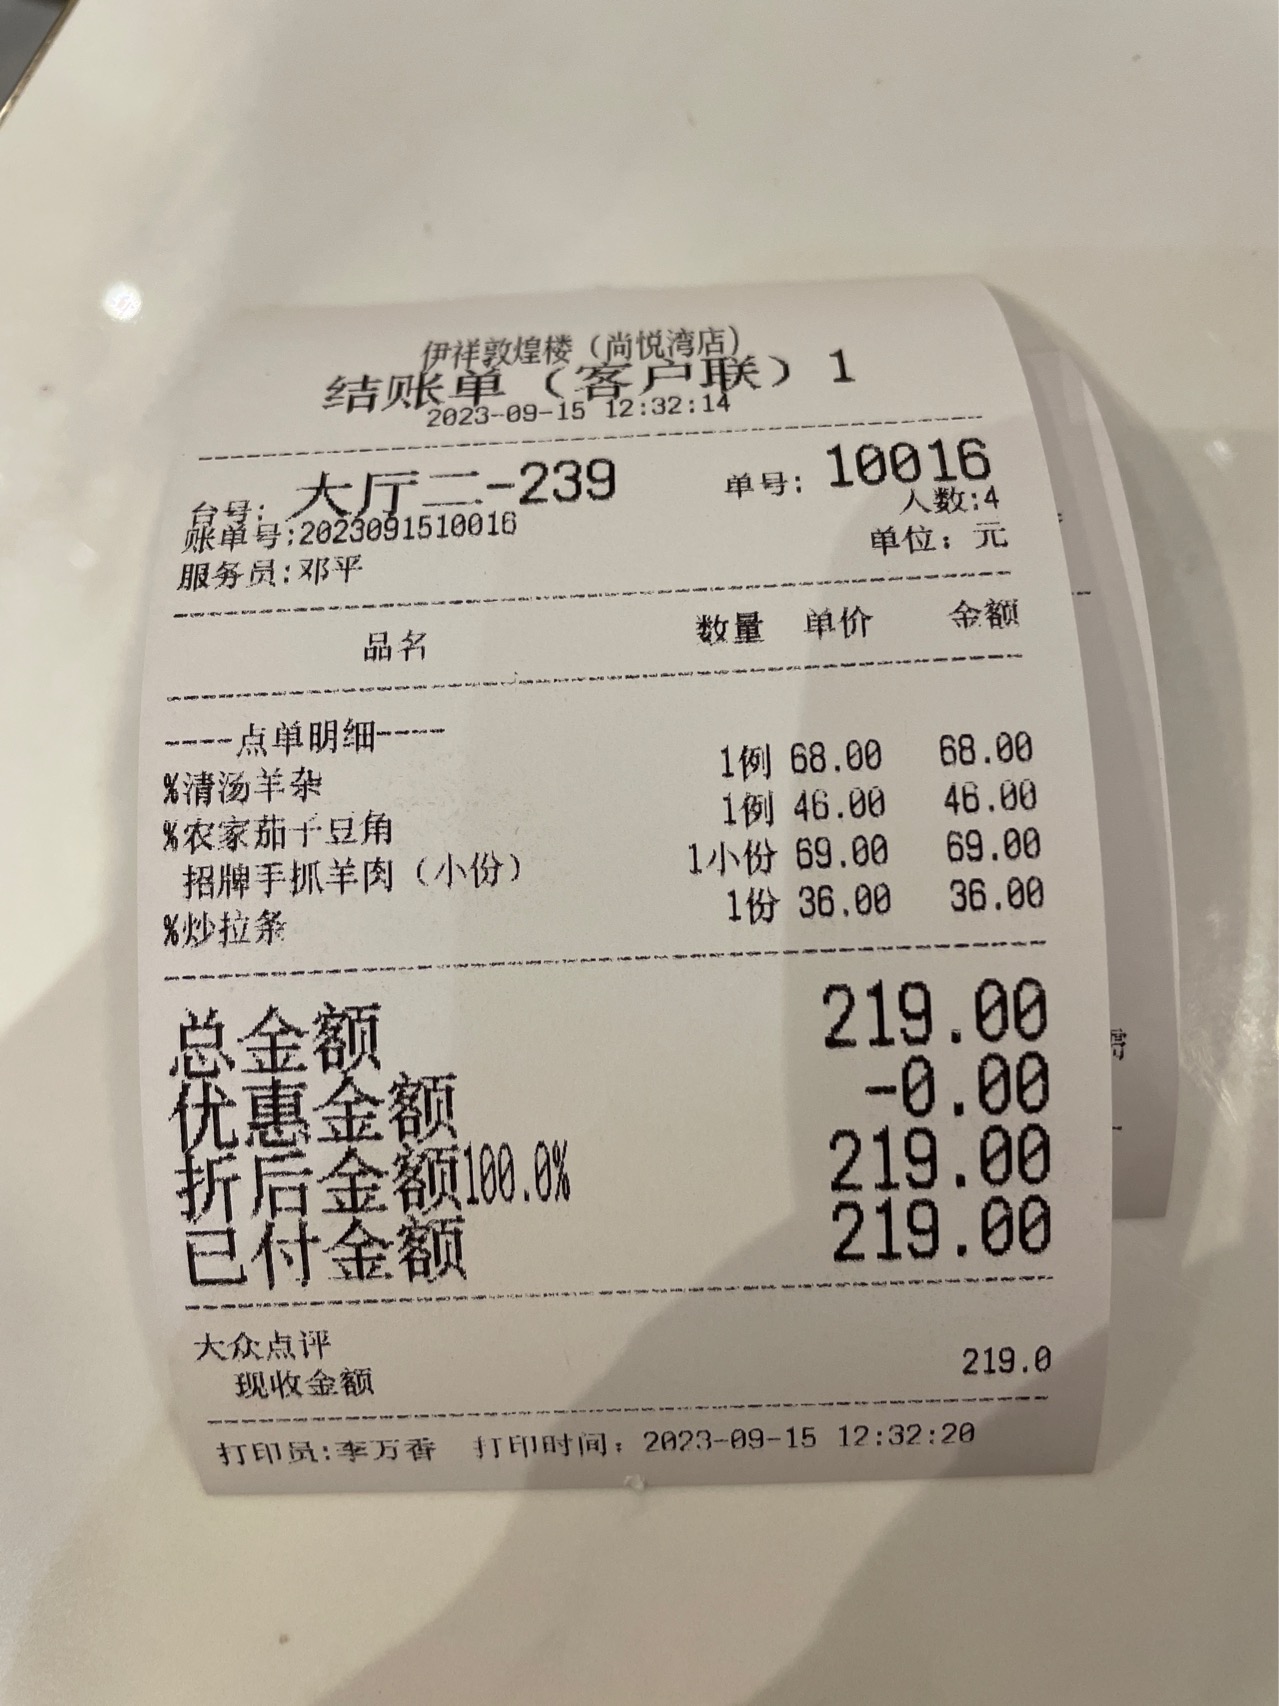 伊祥敦煌楼（尚悦湾店）
结账单（客户联）1
2023-09-15 12:32:14
台号: 大厅二-239 单号: 10016
账单号:2023091510016 人数:4
服务员:邓平 单位：元
品名 数量 单价 金额
----点单明细----
%清汤羊杂 1例 68.00 68.00
%农家茄子豆角 1例 46.00 46.00
招牌手抓羊肉（小份） 1小份 69.00 69.00
%炒拉条 1份 36.00 36.00
总金额 219.00
优惠金额 -0.00
折后金额100.0% 219.00
已付金额 219.00
大众点评
现收金额 219.0
打印员:李万香 打印时间：2023-09-15 12:32:20